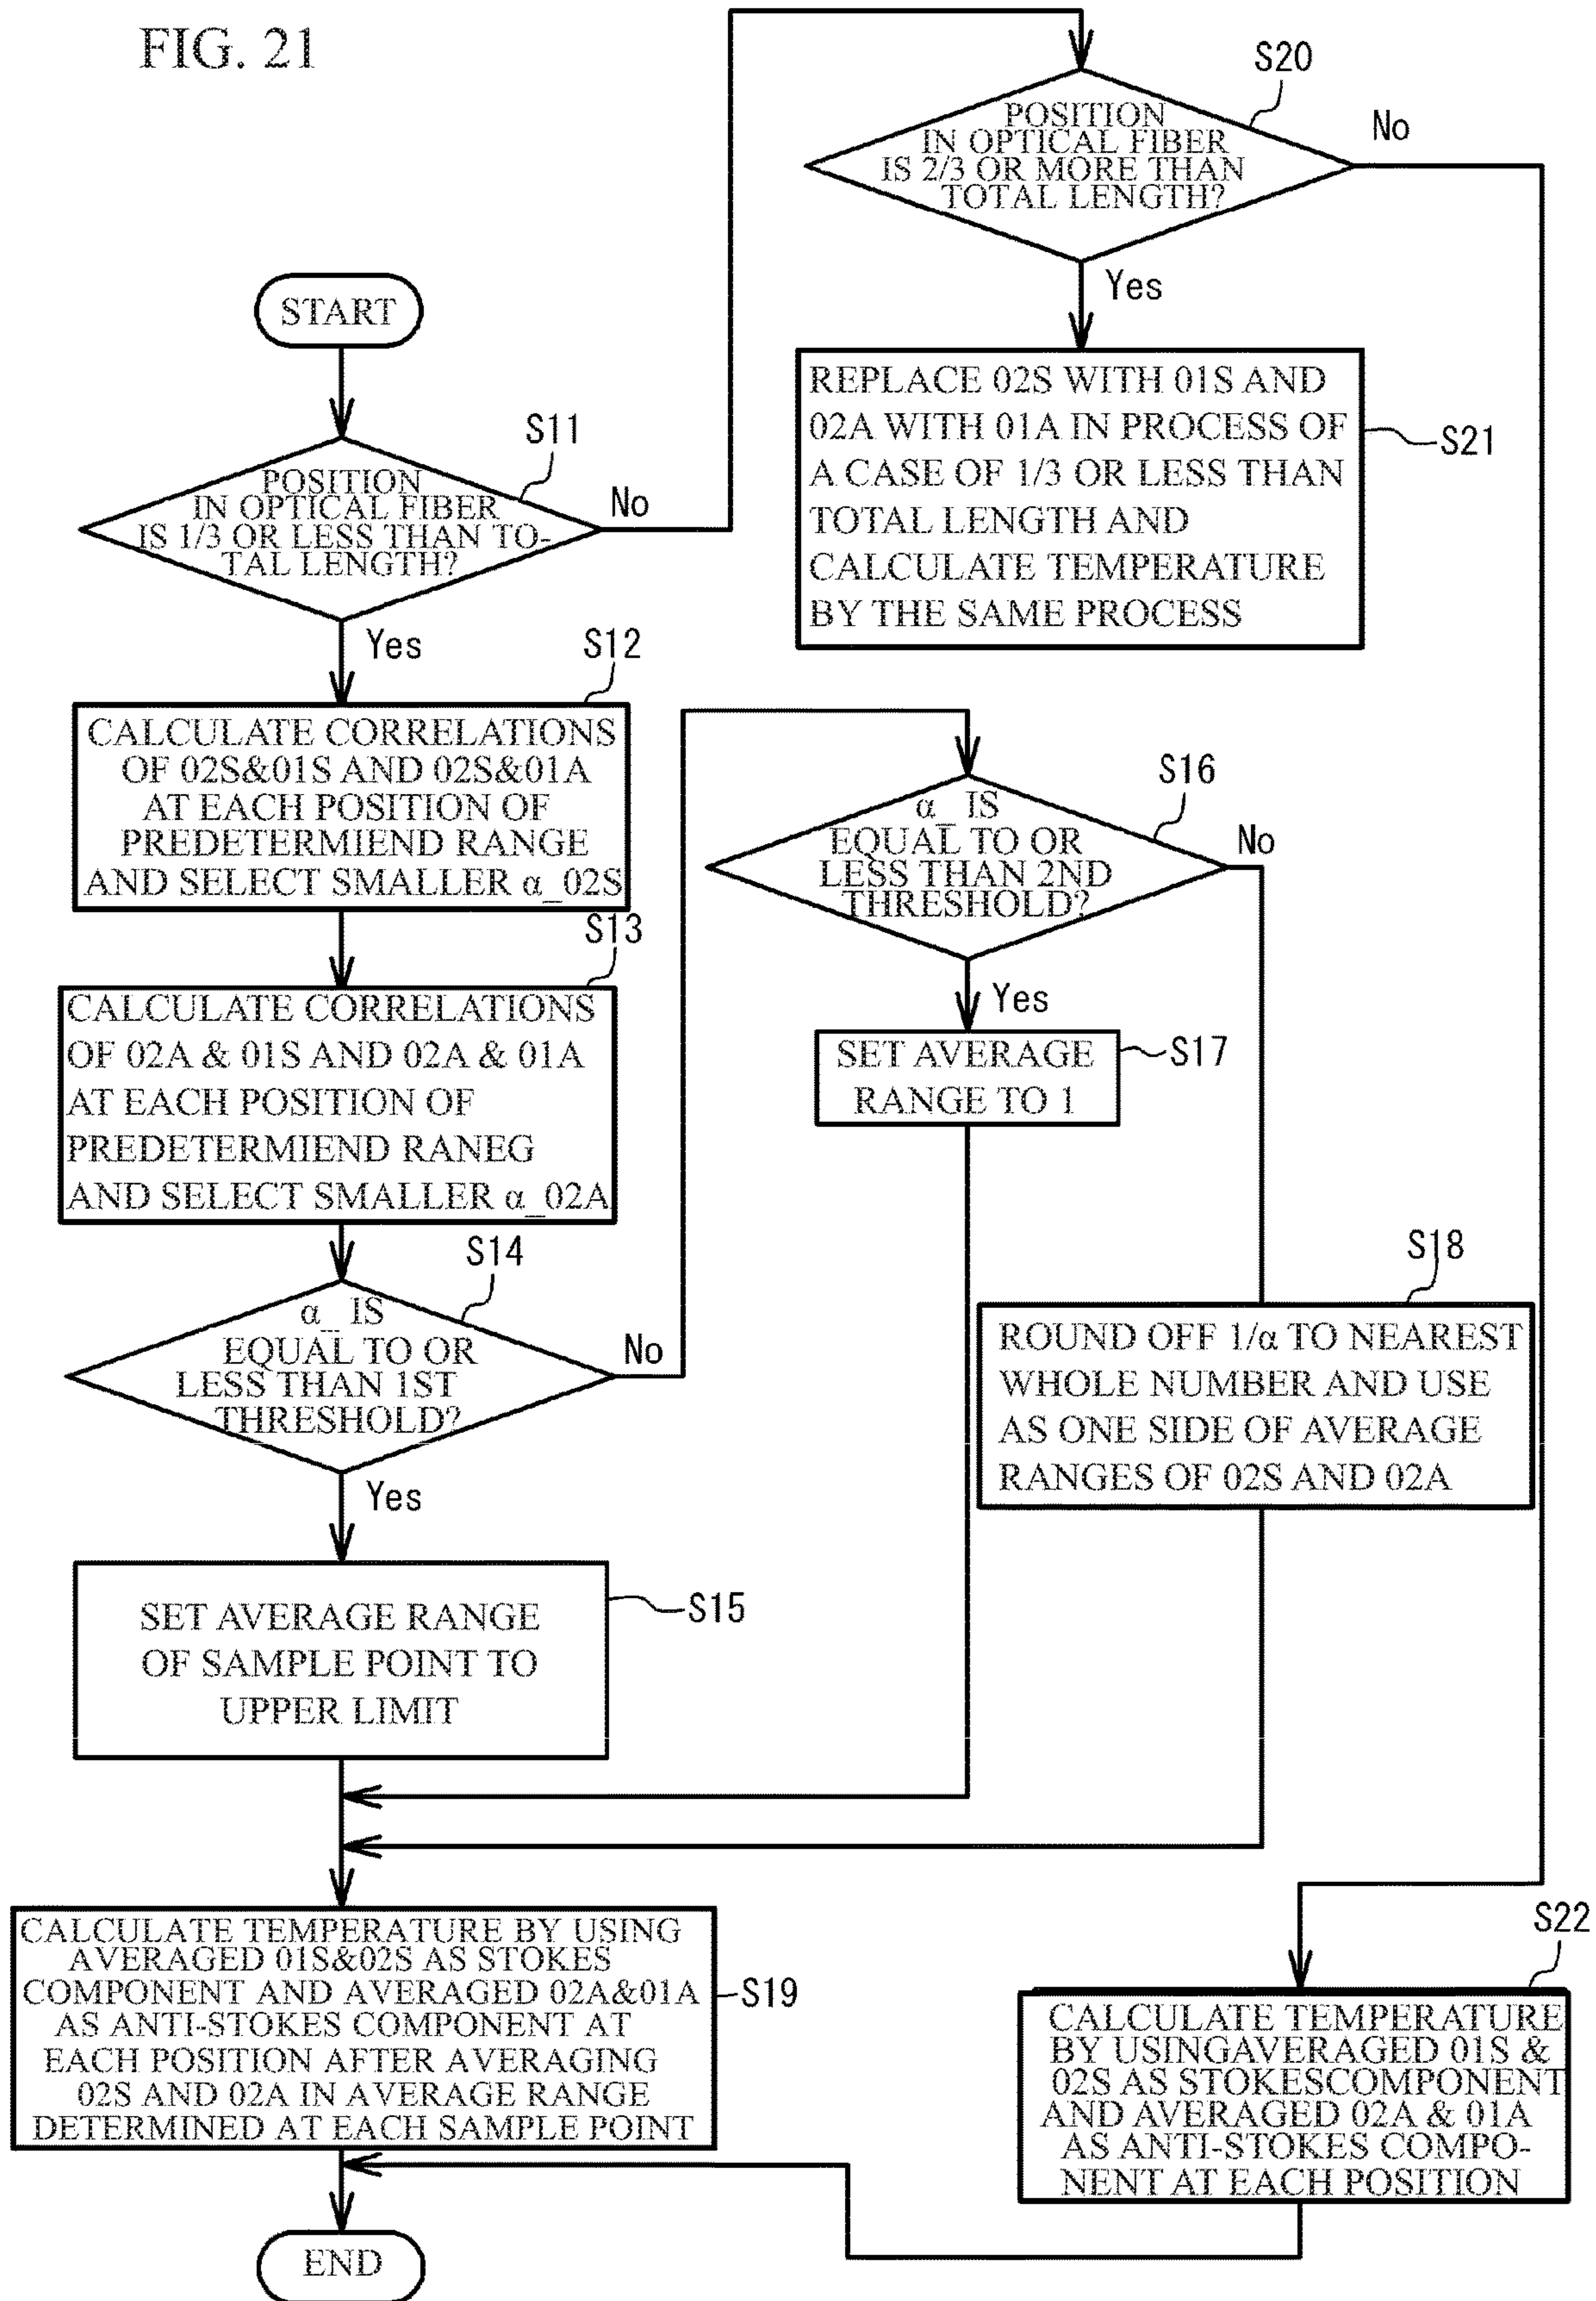 FIG. 21
START
S11
POSITION
IN OPTICAL FIBER
IS 1/3 OR LESS THAN TO-
TAL LENGTH?
No
Yes
S20
POSITION
IN OPTICAL FIBER
IS 2/3 OR MORE THAN
TOTAL LENGTH?
No
Yes
REPLACE 02S WITH 01S AND
02A WITH 01A IN PROCESS OF
A CASE OF 1/3 OR LESS THAN
TOTAL LENGTH AND
CALCULATE TEMPERATURE
BY THE SAME PROCESS
S21
S12
CALCULATE CORRELATIONS
OF 02S&01S AND 02S&01A
AT EACH POSITION OF
PREDETERMIEND RANGE
AND SELECT SMALLER α_02S
S13
CALCULATE CORRELATIONS
OF 02A & 01S AND 02A & 01A
AT EACH POSITION OF
PREDETERMIEND RANEG
AND SELECT SMALLER α_02A
S14
α_ IS
EQUAL TO OR
LESS THAN 1ST
THRESHOLD?
No
Yes
SET AVERAGE RANGE
OF SAMPLE POINT TO
UPPER LIMIT
S15
S16
α_ IS
EQUAL TO OR
LESS THAN 2ND
THRESHOLD?
No
Yes
SET AVERAGE
RANGE TO 1
S17
S18
ROUND OFF 1/α TO NEAREST
WHOLE NUMBER AND USE
AS ONE SIDE OF AVERAGE
RANGES OF 02S AND 02A
CALCULATE TEMPERATURE BY USING
AVERAGED 01S&02S AS STOKES
COMPONENT AND AVERAGED 02A&01A
AS ANTI-STOKES COMPONENT AT
EACH POSITION AFTER AVERAGING
02S AND 02A IN AVERAGE RANGE
DETERMINED AT EACH SAMPLE POINT
S19
S22
CALCULATE TEMPERATURE
BY USINGAVERAGED 01S &
02S AS STOKESCOMPONENT
AND AVERAGED 02A & 01A
AS ANTI-STOKES COMPO-
NENT AT EACH POSITION
END